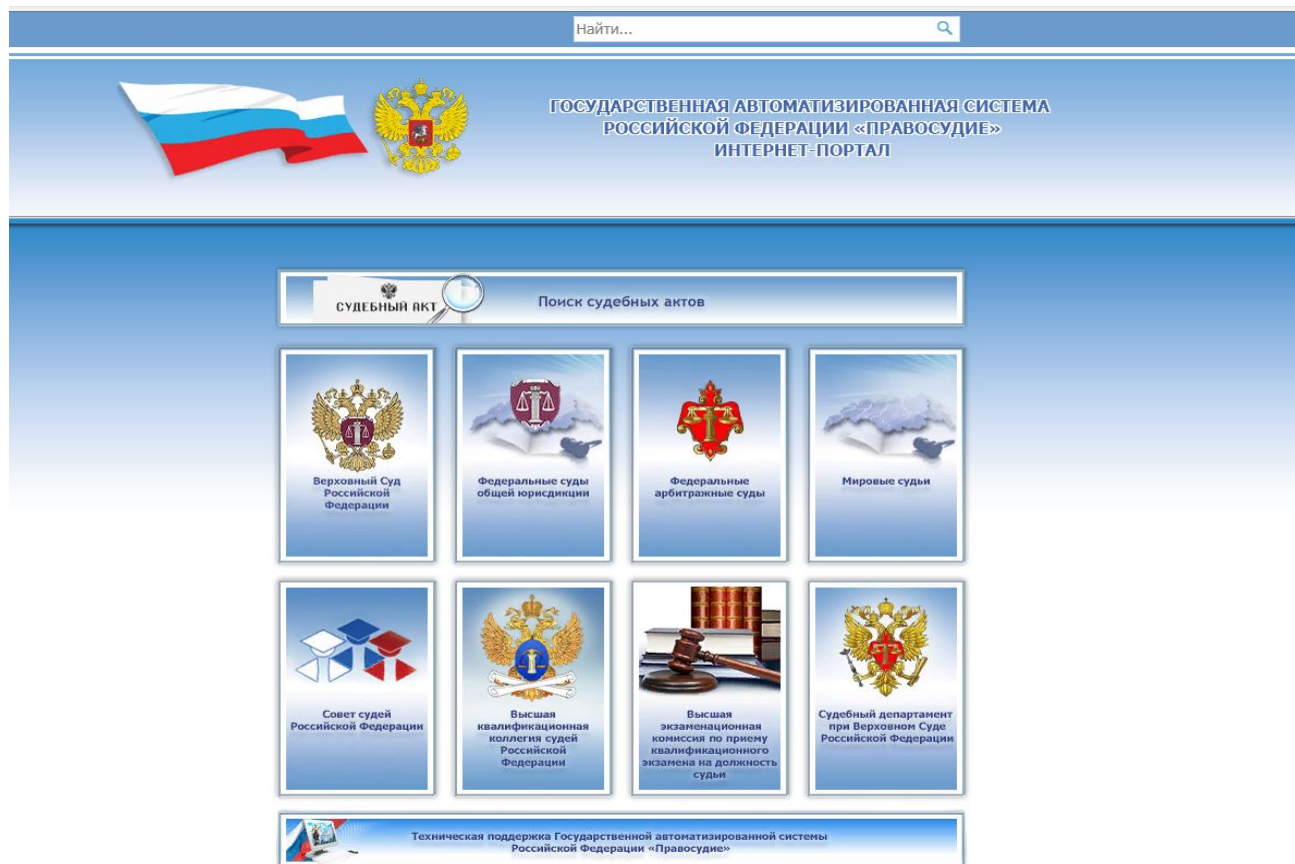 Найти...
ГОСУДАРСТВЕННАЯ АВТОМАТИЗИРОВАННАЯ СИСТЕМА
РОССИЙСКОЙ ФЕДЕРАЦИИ «ПРАВОСУДИЕ»
ИНТЕРНЕТ-ПОРТАЛ
СУДЕБНЫЙ АКТ
Поиск судебных актов
Верховный Суд
Российской
Федерации
Федеральные суды
общей юрисдикции
Федеральные
арбитражные суды
Мировые судьи
Совет судей
Российской Федерации
Высшая
квалификационная
коллегия судей
Российской
Федерации
Высшая
экзаменационная
комиссия по приему
квалификационного
экзамена на должность
судьи
Судебный департамент
при Верховном Суде
Российской Федерации
Техническая поддержка Государственной автоматизированной системы
Российской Федерации «Правосудие»